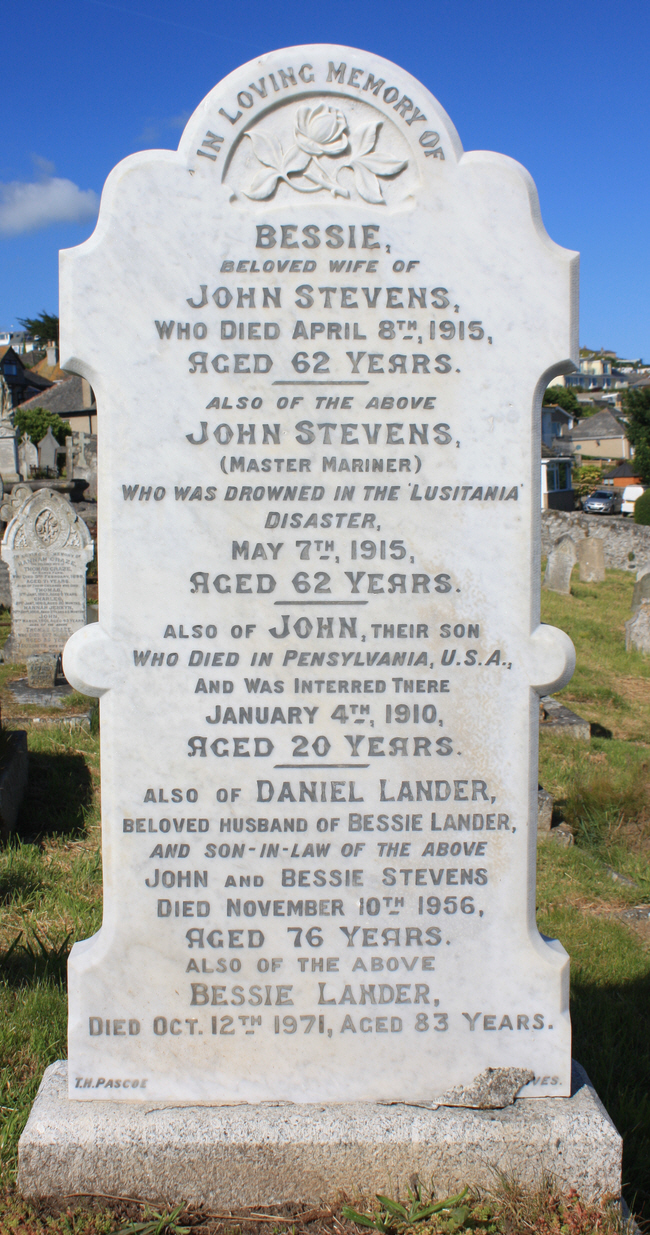 IN LOVING MEMORY OF
BESSIE,
BELOVED WIFE OF
JOHN STEVENS,
WHO DIED APRIL 8TH, 1915,
AGED 62 YEARS.
ALSO OF THE ABOVE
JOHN STEVENS,
(MASTER MARINER)
WHO WAS DROWNED IN THE 'LUSITANIA'
DISASTER,
MAY 7TH, 1915,
AGED 62 YEARS.
ALSO OF JOHN, THEIR SON
WHO DIED IN PENSYLVANIA, U.S.A.,
AND WAS INTERRED THERE
JANUARY 4TH, 1910,
AGED 20 YEARS.
ALSO OF DANIEL LANDER,
BELOVED HUSBAND OF BESSIE LANDER,
AND SON-IN-LAW OF THE ABOVE
JOHN AND BESSIE STEVENS
DIED NOVEMBER 10TH 1956,
AGED 76 YEARS.
ALSO OF THE ABOVE
BESSIE LANDER,
DIED OCT. 12TH 1971, AGED 83 YEARS.
T.H. PASCOE